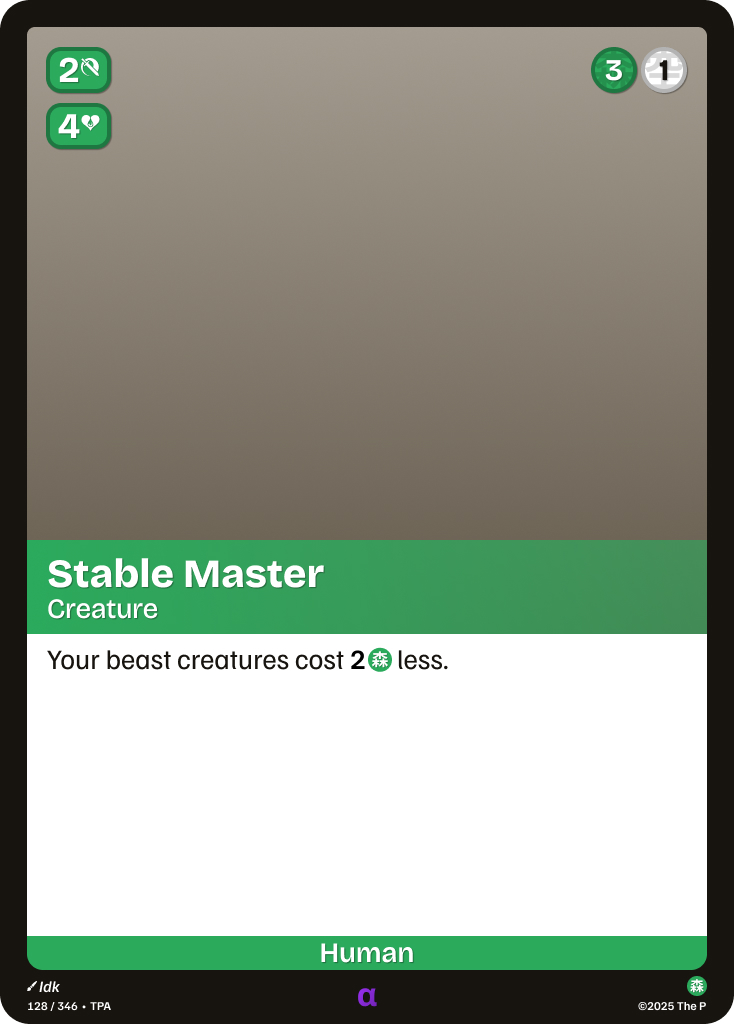 2
3 1
4
Stable Master
Creature
Your beast creatures cost 2森 less.
Human
Idk
128 / 346 • TPA
α
森
©2025 The P